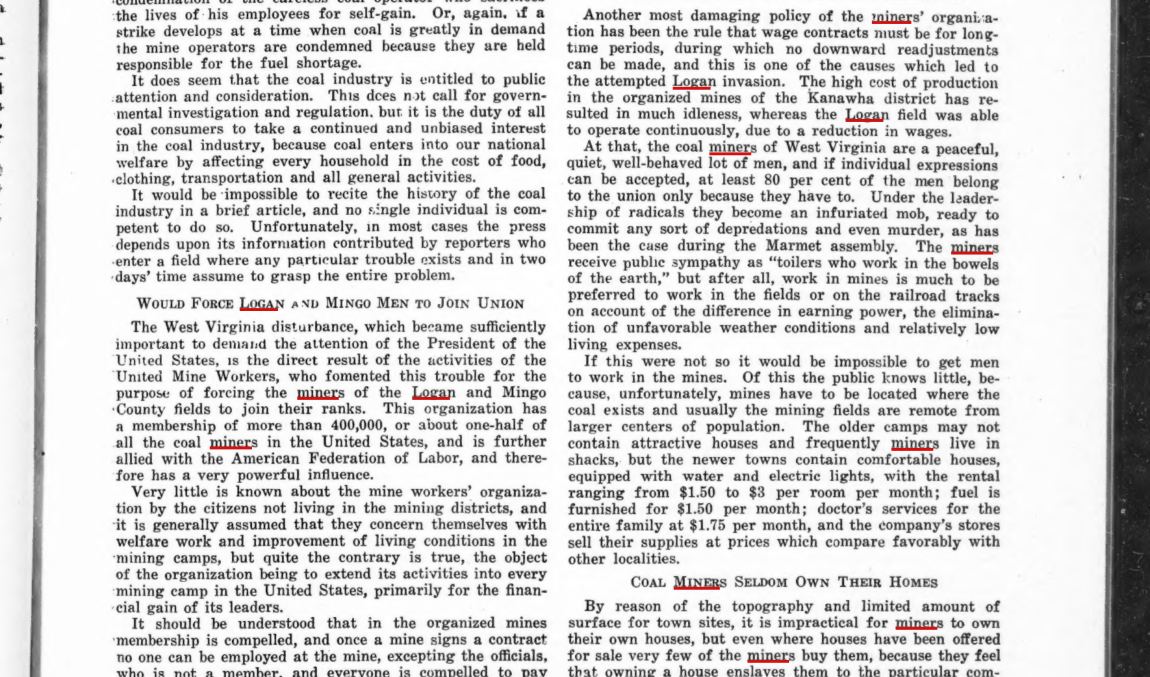 condemnation of the careless coal operator who sacrifices
the lives of his employees for self-gain. Or, again, if a
strike develops at a time when coal is greatly in demand
the mine operators are condemned because they are held
responsible for the fuel shortage.
It does seem that the coal industry is entitled to public
attention and consideration. This does not call for govern-
mental investigation and regulation, but it is the duty of all
coal consumers to take a continued and unbiased interest
in the coal industry, because coal enters into our national
welfare by affecting every household in the cost of food,
clothing, transportation and all general activities.
It would be impossible to recite the history of the coal
industry in a brief article, and no single individual is com-
petent to do so. Unfortunately, in most cases the press
depends upon its information contributed by reporters who
enter a field where any particular trouble exists and in two
days' time assume to grasp the entire problem.
WOULD FORCE LOGAN AND MINGO MEN TO JOIN UNION
The West Virginia disturbance, which became sufficiently
important to demand the attention of the President of the
United States, is the direct result of the activities of the
United Mine Workers, who fomented this trouble for the
purpose of forcing the miners of the Logan and Mingo
County fields to join their ranks. This organization has
a membership of more than 400,000, or about one-half of
all the coal miners in the United States, and is further
allied with the American Federation of Labor, and there-
fore has a very powerful influence.
Very little is known about the mine workers' organiza-
tion by the citizens not living in the mining districts, and
it is generally assumed that they concern themselves with
welfare work and improvement of living conditions in the
mining camps, but quite the contrary is true, the object
of the organization being to extend its activities into every
mining camp in the United States, primarily for the finan-
cial gain of its leaders.
It should be understood that in the organized mines
membership is compelled, and once a mine signs a contract
no one can be employed at the mine, excepting the officials,
who is not a member, and everyone is compelled to pay
Another most damaging policy of the miners' organiza-
tion has been the rule that wage contracts must be for long-
time periods, during which no downward readjustments
can be made, and this is one of the causes which led to
the attempted Logan invasion. The high cost of production
in the organized mines of the Kanawha district has re-
sulted in much idleness, whereas the Logan field was able
to operate continuously, due to a reduction in wages.
At that, the coal miners of West Virginia are a peaceful,
quiet, well-behaved lot of men, and if individual expressions
can be accepted, at least 80 per cent of the men belong
to the union only because they have to. Under the leader-
ship of radicals they become an infuriated mob, ready to
commit any sort of depredations and even murder, as has
been the case during the Marmet assembly. The miners
receive public sympathy as "toilers who work in the bowels
of the earth," but after all, work in mines is much to be
preferred to work in the fields or on the railroad tracks
on account of the difference in earning power, the elimina-
tion of unfavorable weather conditions and relatively low
living expenses.
If this were not so it would be impossible to get men
to work in the mines. Of this the public knows little, be-
cause, unfortunately, mines have to be located where the
coal exists and usually the mining fields are remote from
larger centers of population. The older camps may not
contain attractive houses and frequently miners live in
shacks, but the newer towns contain comfortable houses,
equipped with water and electric lights, with the rental
ranging from $1.50 to $3 per room per month; fuel is
furnished for $1.50 per month; doctor's services for the
entire family at $1.75 per month, and the company's stores
sell their supplies at prices which compare favorably with
other localities.
COAL MINERS SELDOM OWN THEIR HOMES
By reason of the topography and limited amount of
surface for town sites, it is impractical for miners to own
their own houses, but even where houses have been offered
for sale very few of the miners buy them, because they feel
that owning a house enslaves them to the particular com-